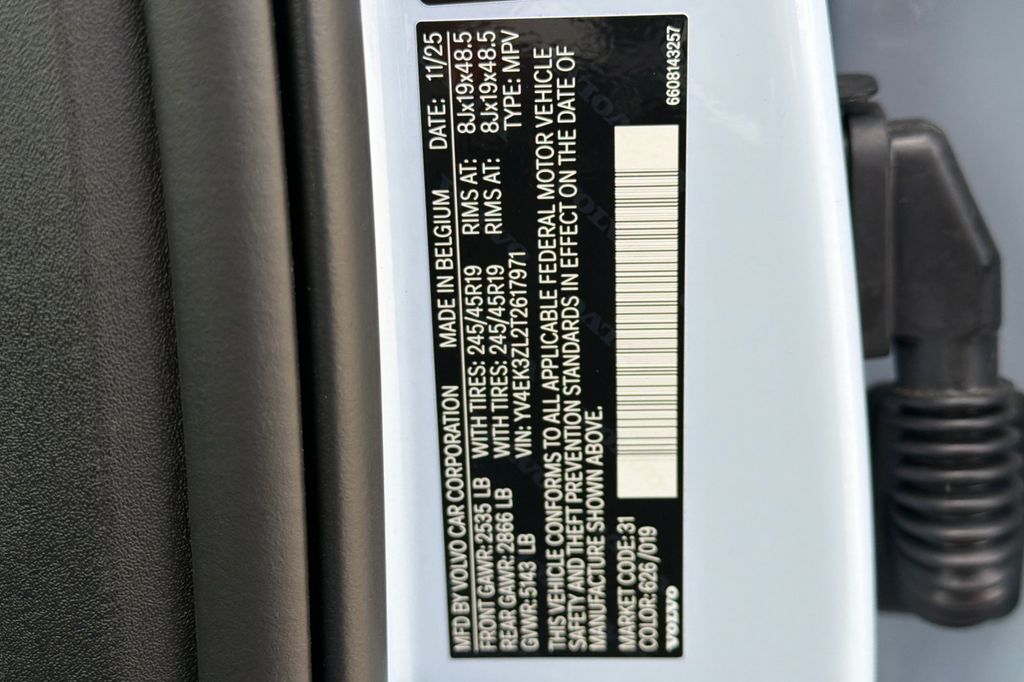 MFD BY VOLVO CAR CORPORATION MADE IN BELGIUM DATE: 11/25
FRONT GAWR: 2535 LB WITH TIRES: 245/45R19 RIMS AT: 8Jx19x48.5
REAR GAWR: 2866 LB WITH TIRES: 245/45R19 RIMS AT: 8Jx19x48.5
GVWR: 5143 LB VIN: YV4EK3ZL2T2617971 TYPE: MPV
THIS VEHICLE CONFORMS TO ALL APPLICABLE FEDERAL MOTOR VEHICLE
SAFETY AND THEFT PREVENTION STANDARDS IN EFFECT ON THE DATE OF
MANUFACTURE SHOWN ABOVE.
MARKET CODE: 31
COLOR: 626 /019
VOLVO
6608143257